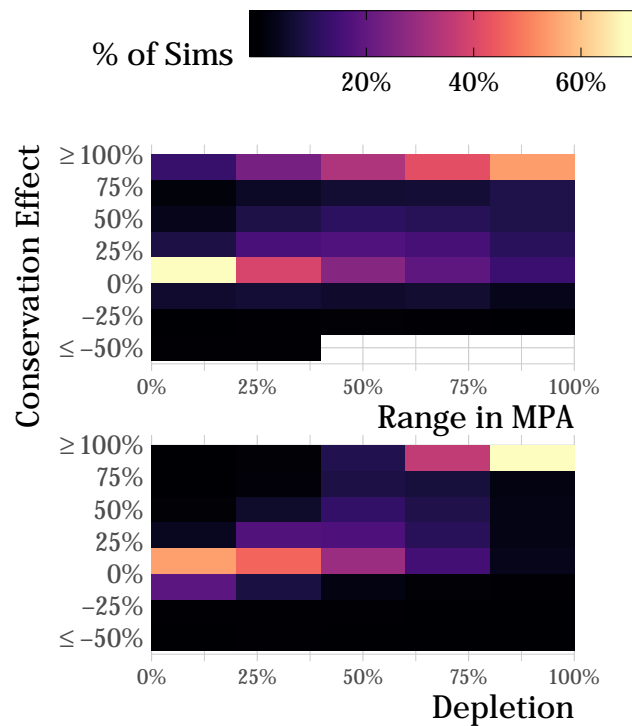 % of Sims
20% 40% 60%
Conservation Effect
≥ 100%
75%
50%
25%
0%
−25%
≤ −50%
0% 25% 50% 75% 100%
Range in MPA
≥ 100%
75%
50%
25%
0%
−25%
≤ −50%
0% 25% 50% 75% 100%
Depletion